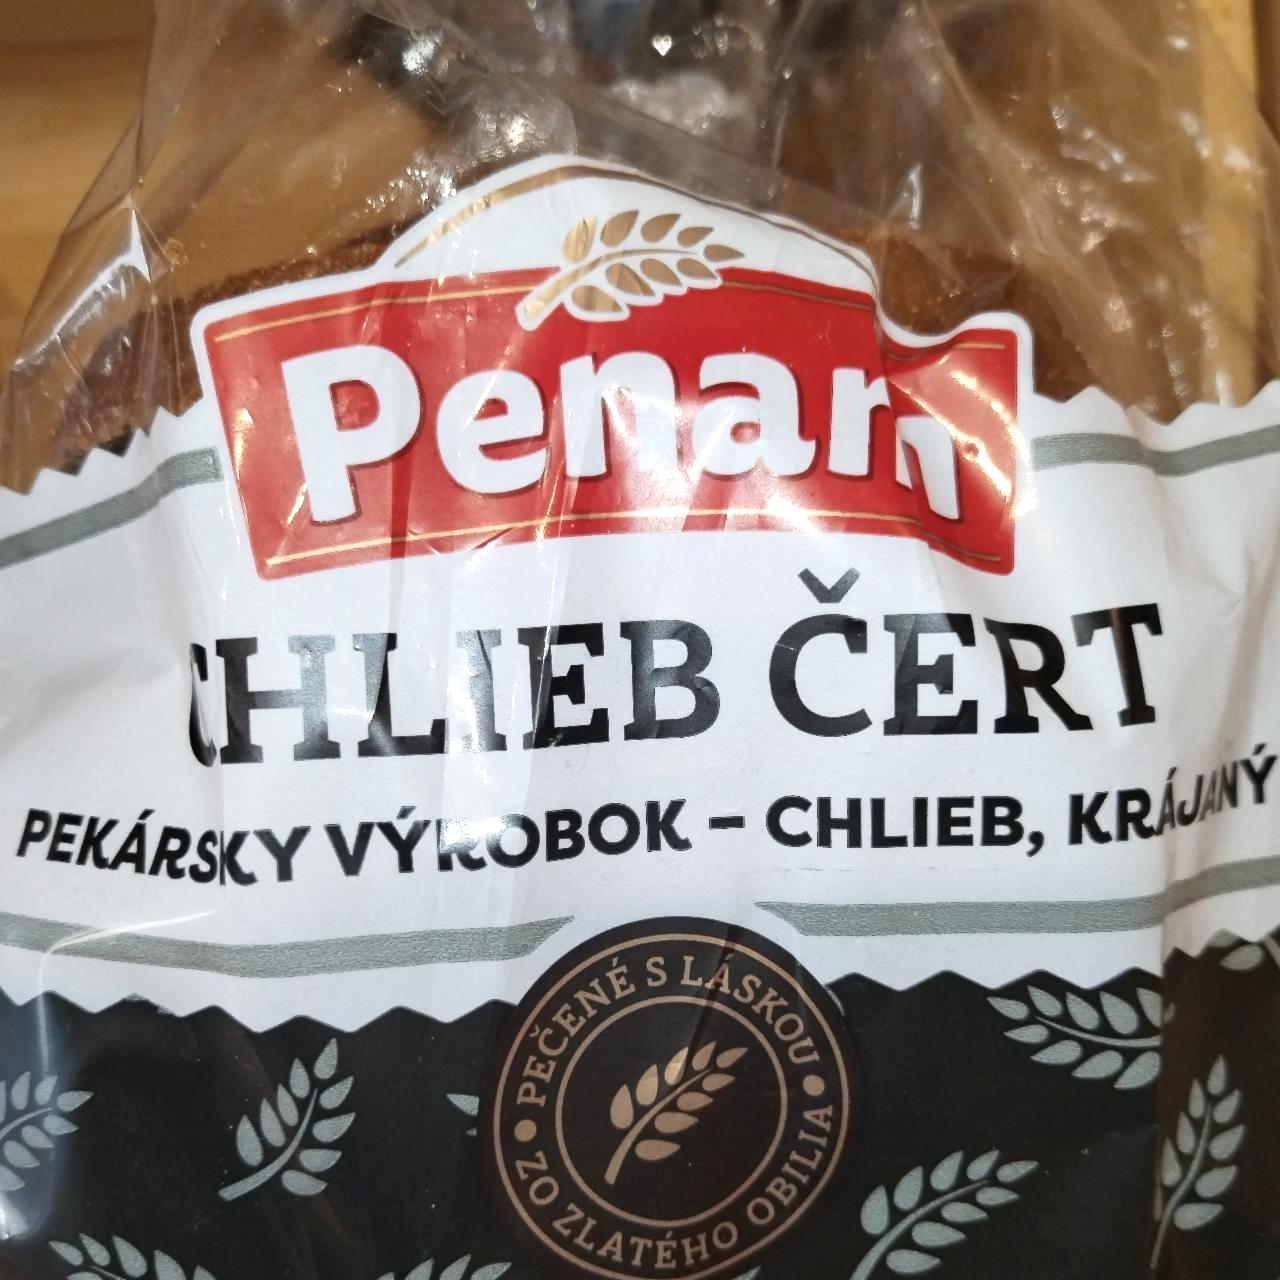 Penam
CHLIEB ČERT
PEKÁRSKY VÝROBOK – CHLIEB, KRÁJANÝ
PEČENÉ S LÁSKOU
ZO ZLATÉHO OBILIA